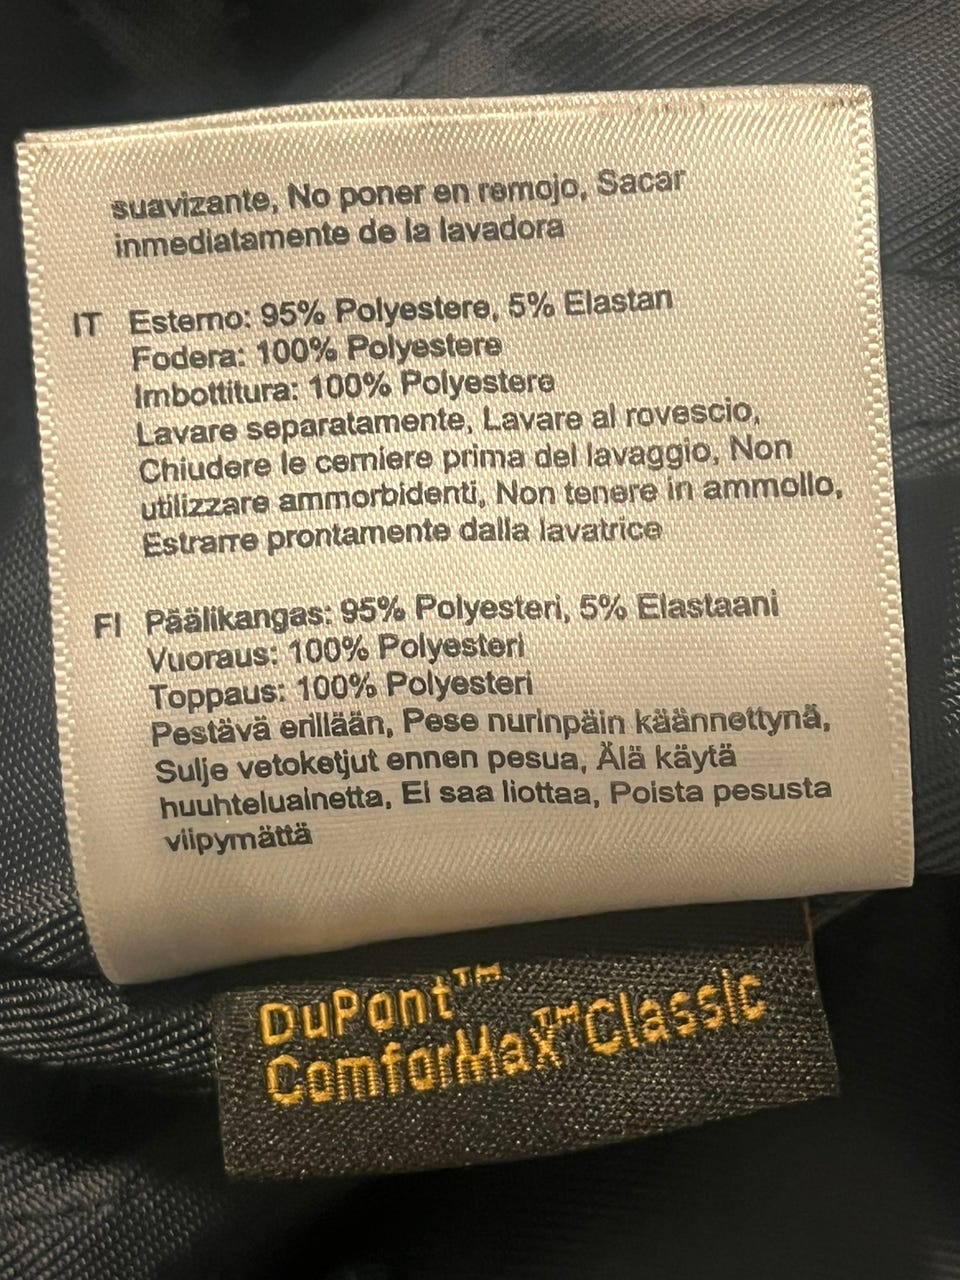 suavizante, No poner en remojo, Sacar
inmediatamente de la lavadora
IT Esterno: 95% Polyestere, 5% Elastan
Fodera: 100% Polyestere
Imbottitura: 100% Polyestere
Lavare separatamente, Lavare al rovescio,
Chiudere le cerniere prima del lavaggio, Non
utilizzare ammorbidenti, Non tenere in ammollo,
Estrarre prontamente dalla lavatrice
FI Päälikangas: 95% Polyesteri, 5% Elastaani
Vuoraus: 100% Polyesteri
Toppaus: 100% Polyesteri
Pestävä erillään, Pese nurinpäin käännettynä,
Sulje vetoketjut ennen pesua, Älä käytä
huuhteluainetta, Ei saa liottaa, Poista pesusta
viipymättä
DuPont™
ComforMax™Classic